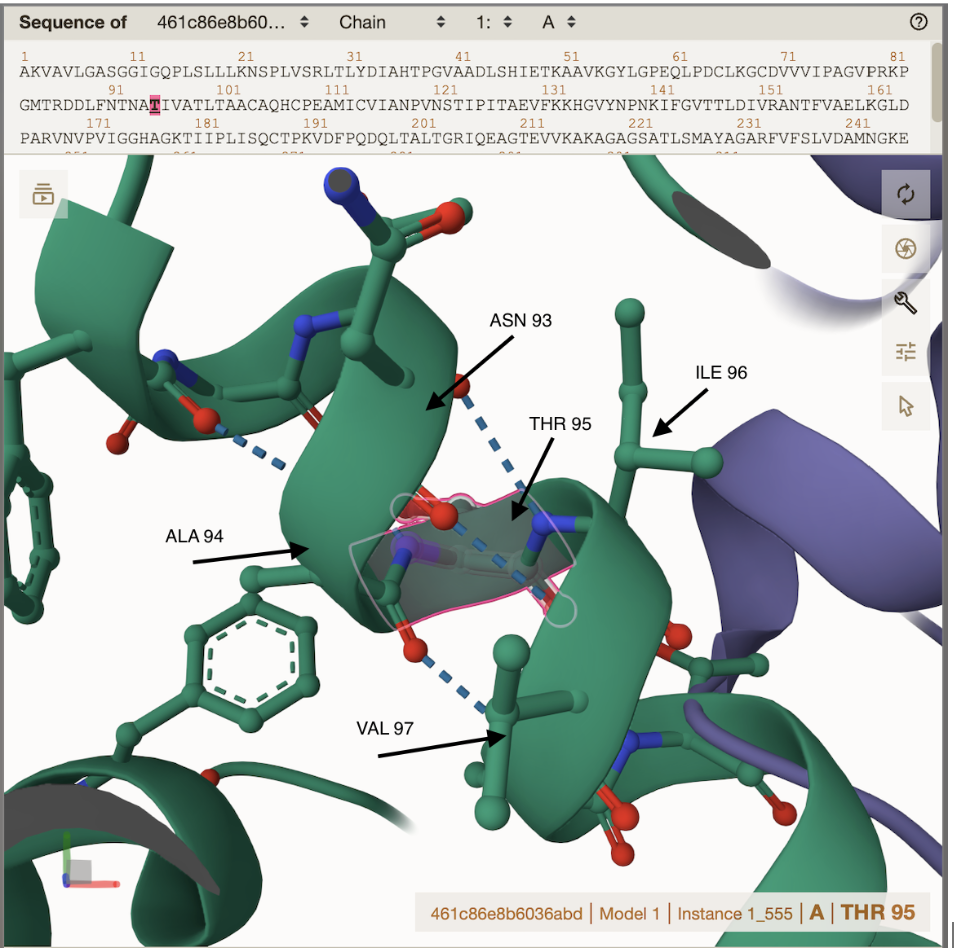 Sequence of 461c86e8b60... Chain 1: A
1 11 21 31 41 51 61 71 81
AKVAVLGASGGIGQPLSLLLKNSPLVSRLTLYDIAHTPGVAADLSHIETKAAVKGYLGPEQLPDCLKGCDVVVIPAGVPRKP
91 101 111 121 131 141 151 161
GMTRDDLFNTNATIVATLTAACAQHCPEAMICVIANPVNSTIPITAEVFKKHGVYNPNKIFGVTTLDIVRANTFVAELKGLD
171 181 191 201 211 221 231 241
PARVNVPVIGGHAGKTIIPLISQCTPKVDFPQDQLTALTGRIQEAGTEVVKAKAGAGSATLSMAYAGARFVFSLVDAMNGKE
ASN 93
ILE 96
THR 95
ALA 94
VAL 97
461c86e8b6036abd | Model 1 | Instance 1_555 | A | THR 95